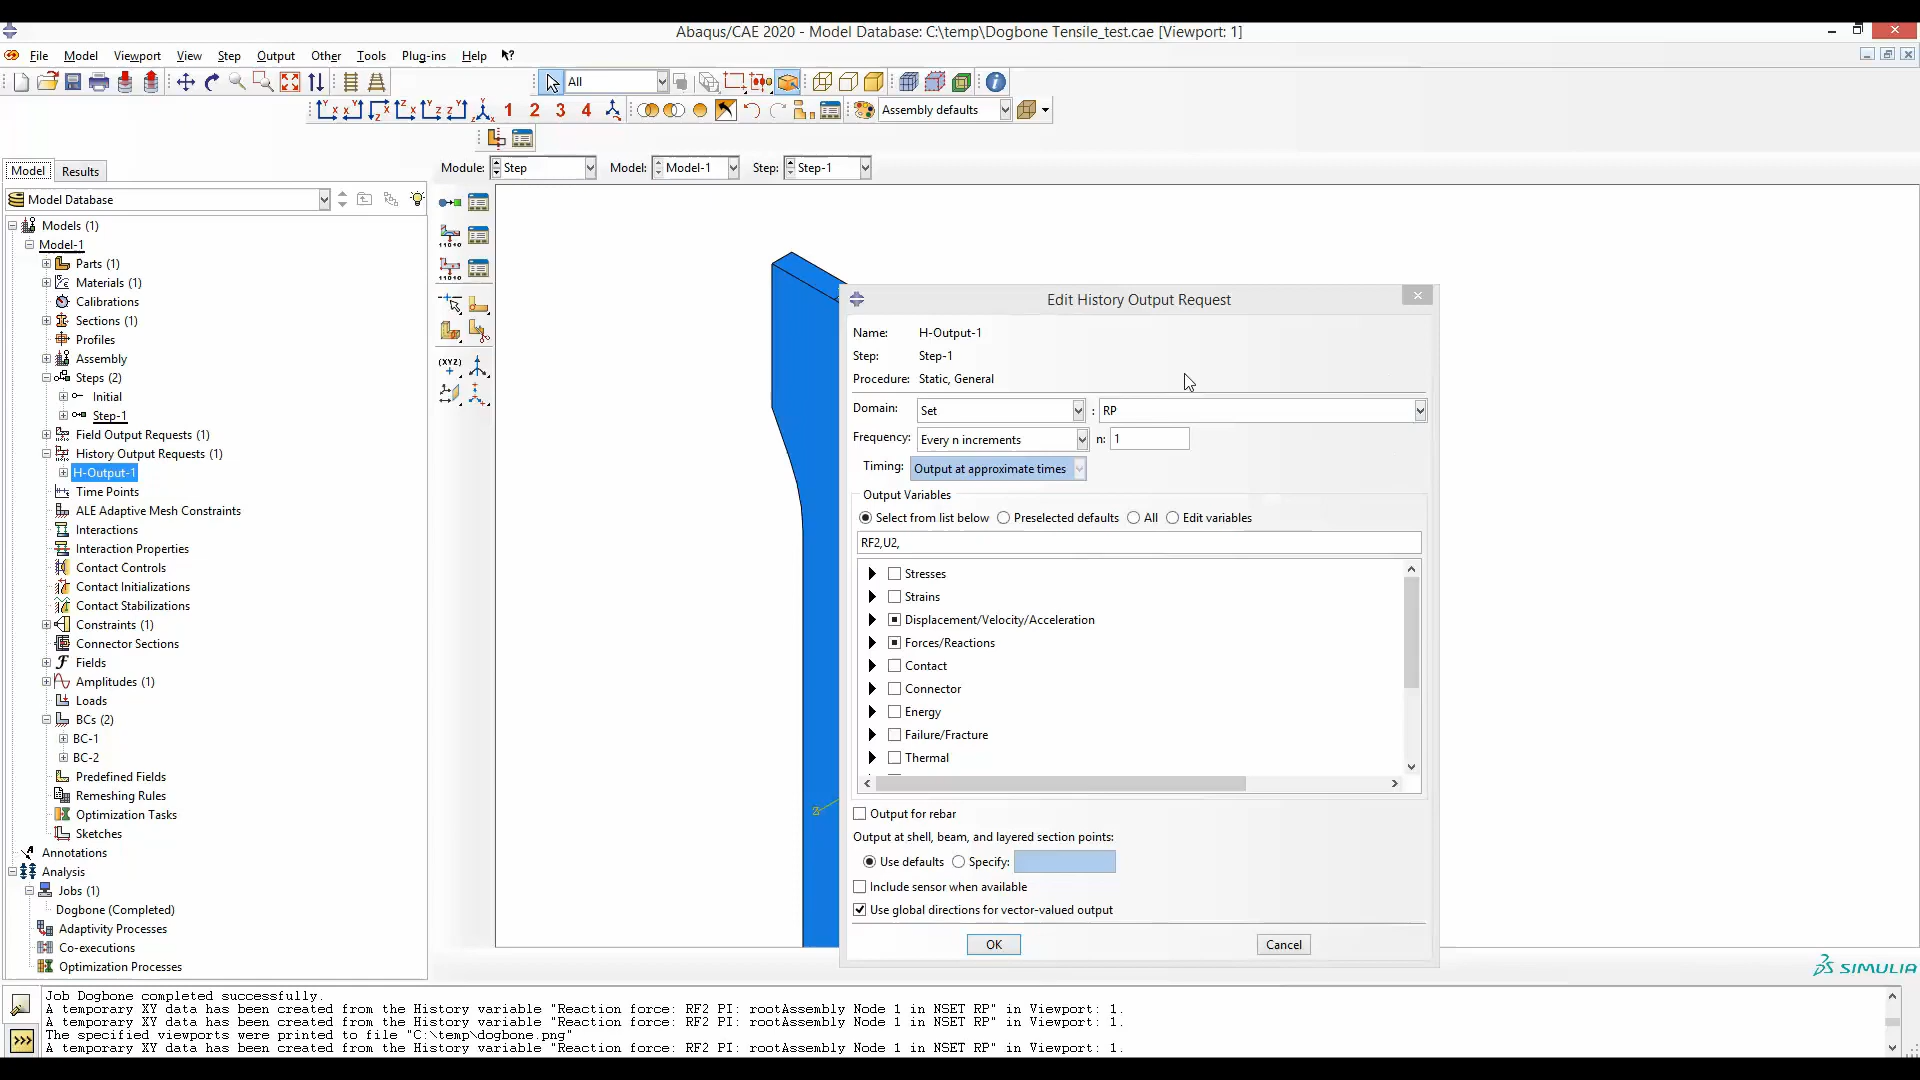 Abaqus/CAE 2020 - Model Database: C:\temp\Dogbone Tensile_test.cae [Viewport: 1]
File Model Viewport View Step Output Other Tools Plug-ins Help
All
1 2 3 4 Assembly defaults
Model Results
Module: Step Model: Model-1 Step: Step-1
Model Database
Models (1)
Model-1
Parts (1)
Materials (1)
Calibrations
Sections (1)
Profiles
Assembly
Steps (2)
Initial
Step-1
Field Output Requests (1)
History Output Requests (1)
H-Output-1
Time Points
ALE Adaptive Mesh Constraints
Interactions
Interaction Properties
Contact Controls
Contact Initializations
Contact Stabilizations
Constraints (1)
Connector Sections
Fields
Amplitudes (1)
Loads
BCs (2)
BC-1
BC-2
Predefined Fields
Remeshing Rules
Optimization Tasks
Sketches
Annotations
Analysis
Jobs (1)
Dogbone (Completed)
Adaptivity Processes
Co-executions
Optimization Processes
(XYZ)
Z
Edit History Output Request
Name: H-Output-1
Step: Step-1
Procedure: Static, General
Domain: Set : RP
Frequency: Every n increments n: 1
Timing: Output at approximate times
Output Variables
Select from list below Preselected defaults All Edit variables
RF2,U2,
Stresses
Strains
Displacement/Velocity/Acceleration
Forces/Reactions
Contact
Connector
Energy
Failure/Fracture
Thermal
Output for rebar
Output at shell, beam, and layered section points:
Use defaults Specify:
Include sensor when available
Use global directions for vector-valued output
OK Cancel
SIMULIA
Job Dogbone completed successfully.
A temporary XY data has been created from the History variable "Reaction force: RF2 PI: rootAssembly Node 1 in NSET RP" in Viewport: 1.
A temporary XY data has been created from the History variable "Reaction force: RF2 PI: rootAssembly Node 1 in NSET RP" in Viewport: 1.
The specified viewports were printed to file "C:\temp\dogbone.png"
A temporary XY data has been created from the History variable "Reaction force: RF2 PI: rootAssembly Node 1 in NSET RP" in Viewport: 1.
>>>